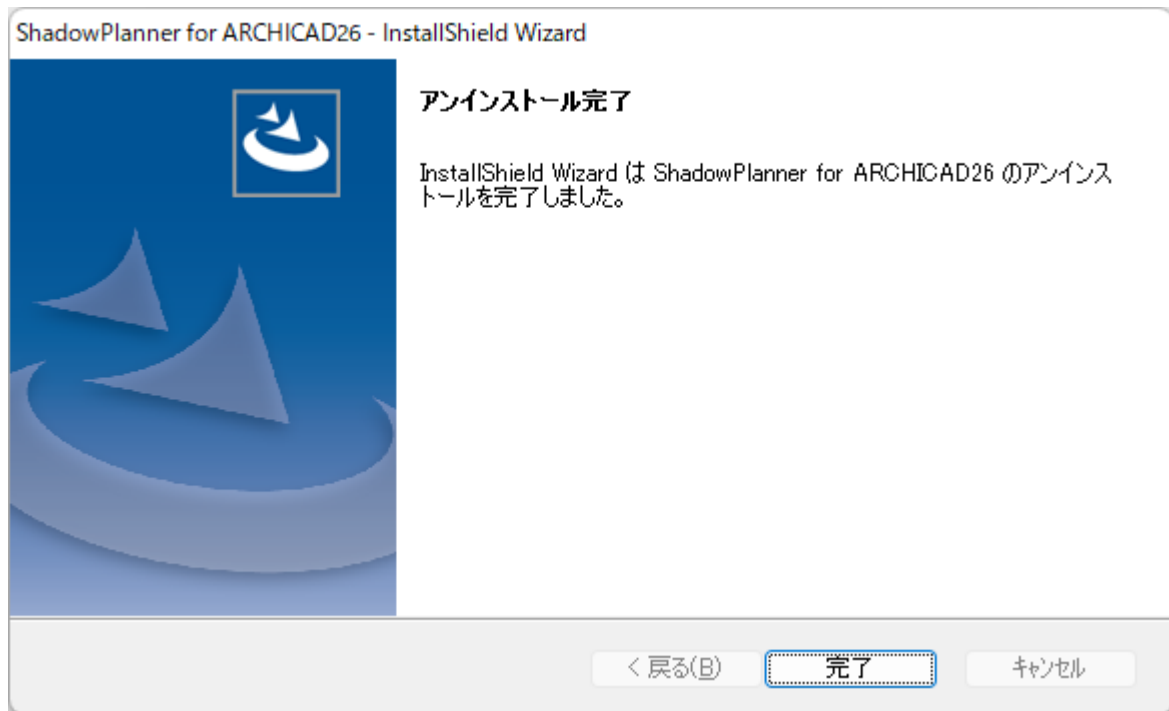 ShadowPlanner for ARCHICAD26 - InstallShield Wizard
アンインストール完了
InstallShield Wizard は ShadowPlanner for ARCHICAD26 のアンインス
トールを完了しました。
< 戻る(B)
完了
キャンセル